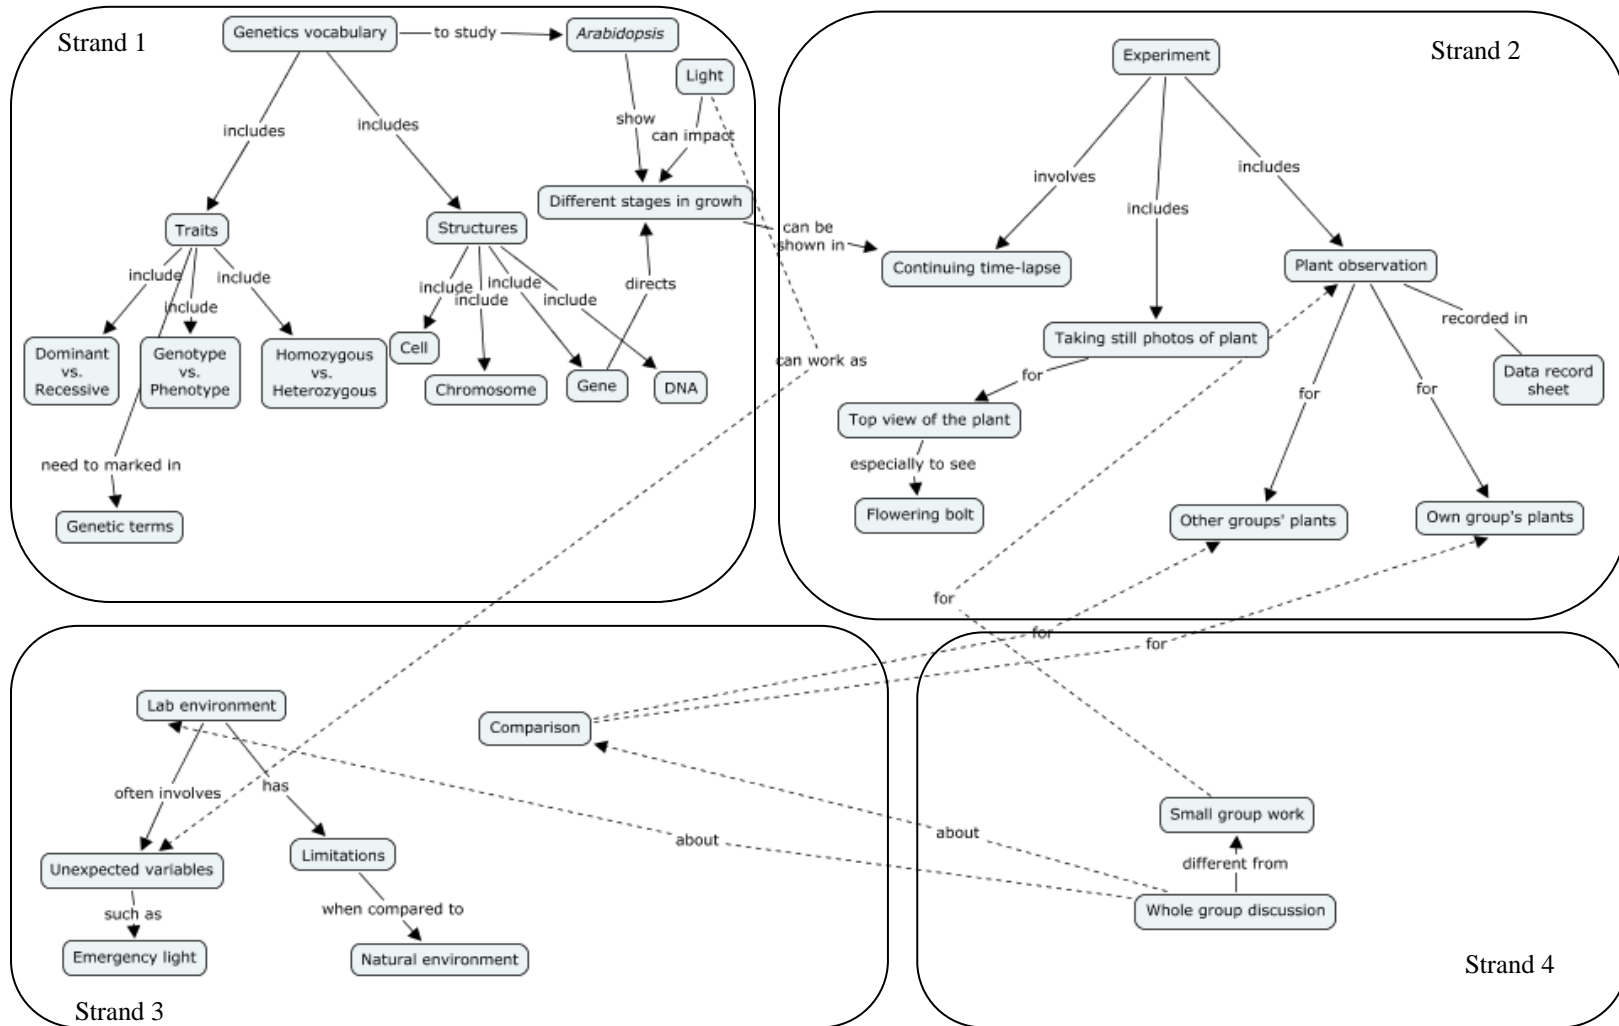 Strand 1
Genetics vocabulary
to study
Arabidopsis
Light
includes
includes
show
can impact
Different stages in growth
Traits
Structures
include
include
include
include
include
include
include
directs
Dominant
vs.
Recessive
Genotype
vs.
Phenotype
Homozygous
vs.
Heterozygous
Cell
Chromosome
Gene
DNA
need to marked in
Genetic terms
can be
shown in
can work as
Strand 2
Experiment
involves
includes
includes
Continuing time-lapse
Plant observation
recorded in
Taking still photos of plant
Data record
sheet
for
for
for
Top view of the plant
especially to see
Flowering bolt
Other groups' plants
Own group's plants
for
for
for
Lab environment
Comparison
often involves
has
about
about
Unexpected variables
Limitations
such as
when compared to
Emergency light
Natural environment
Strand 3
Small group work
different from
Whole group discussion
Strand 4